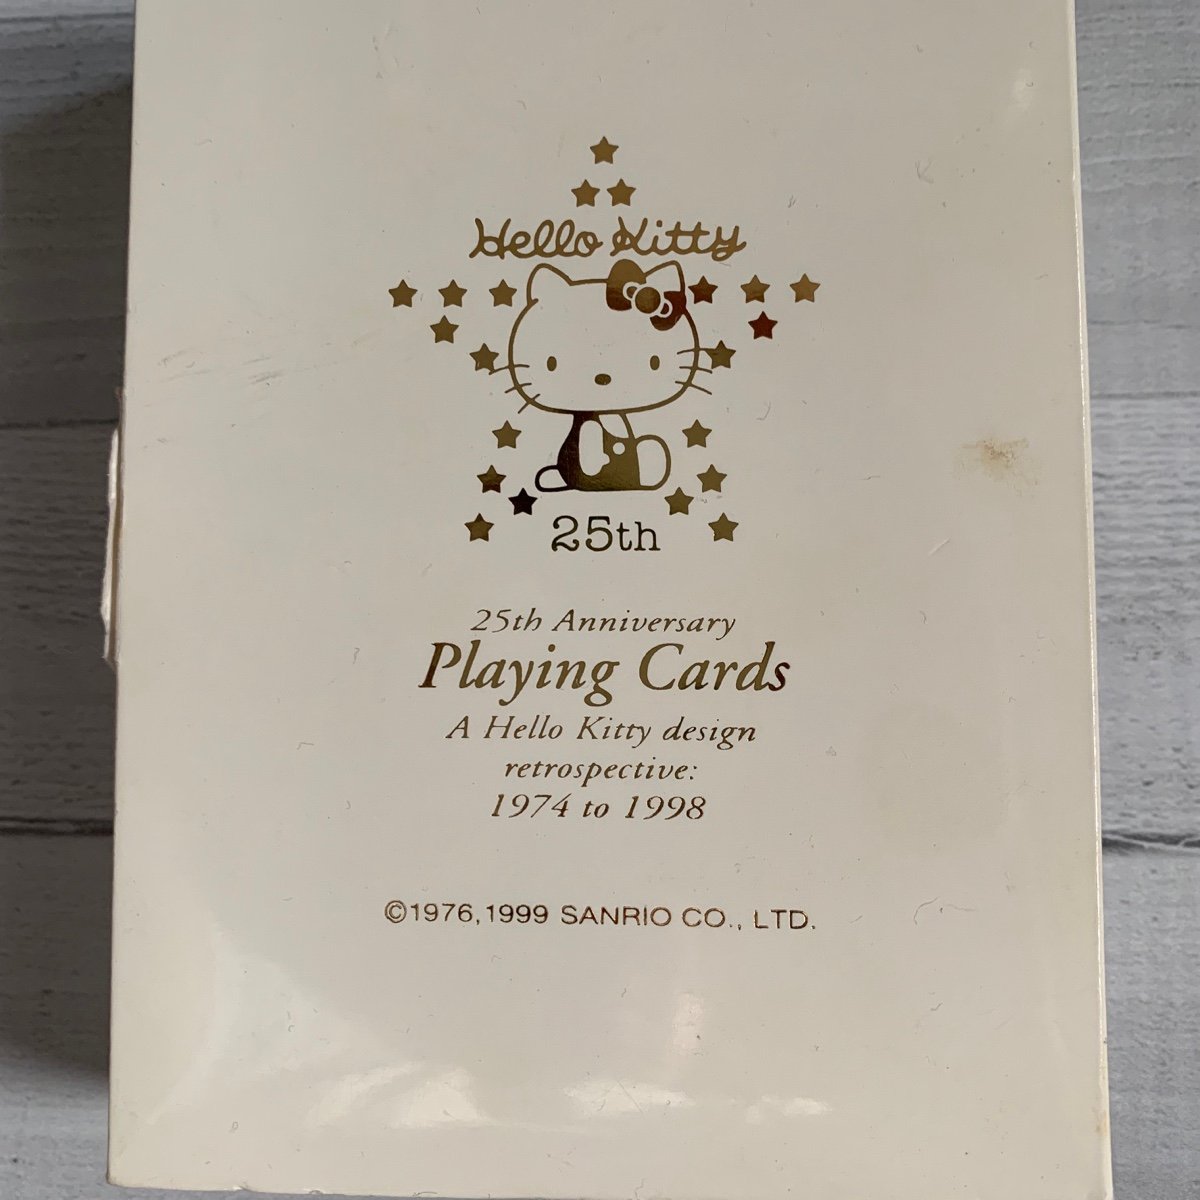 Hello Kitty
25th
25th Anniversary
Playing Cards
A Hello Kitty design
retrospective:
1974 to 1998
©1976,1999 SANRIO CO., LTD.